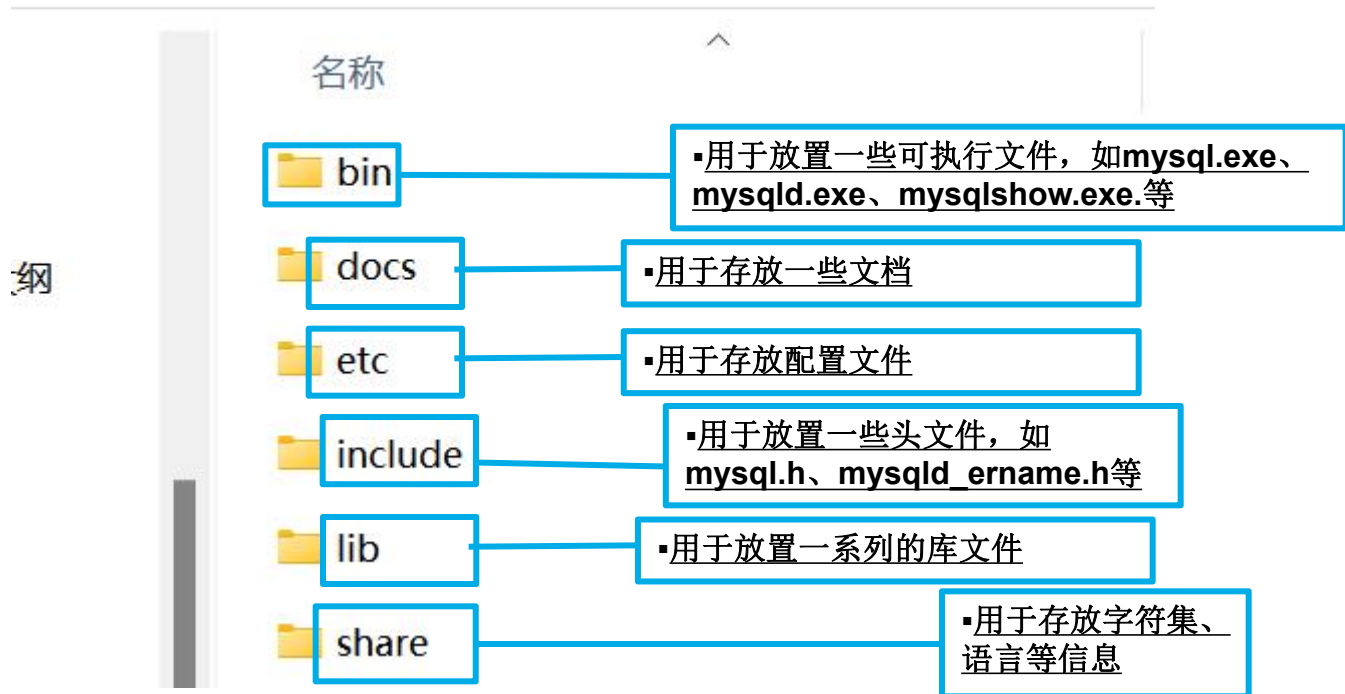 名称
bin
▪用于放置一些可执行文件，如mysql.exe、
mysqld.exe、mysqlshow.exe.等
纲
docs
▪用于存放一些文档
etc
▪用于存放配置文件
include
▪用于放置一些头文件，如
mysql.h、mysqld_ername.h等
lib
▪用于放置一系列的库文件
share
▪用于存放字符集、
语言等信息